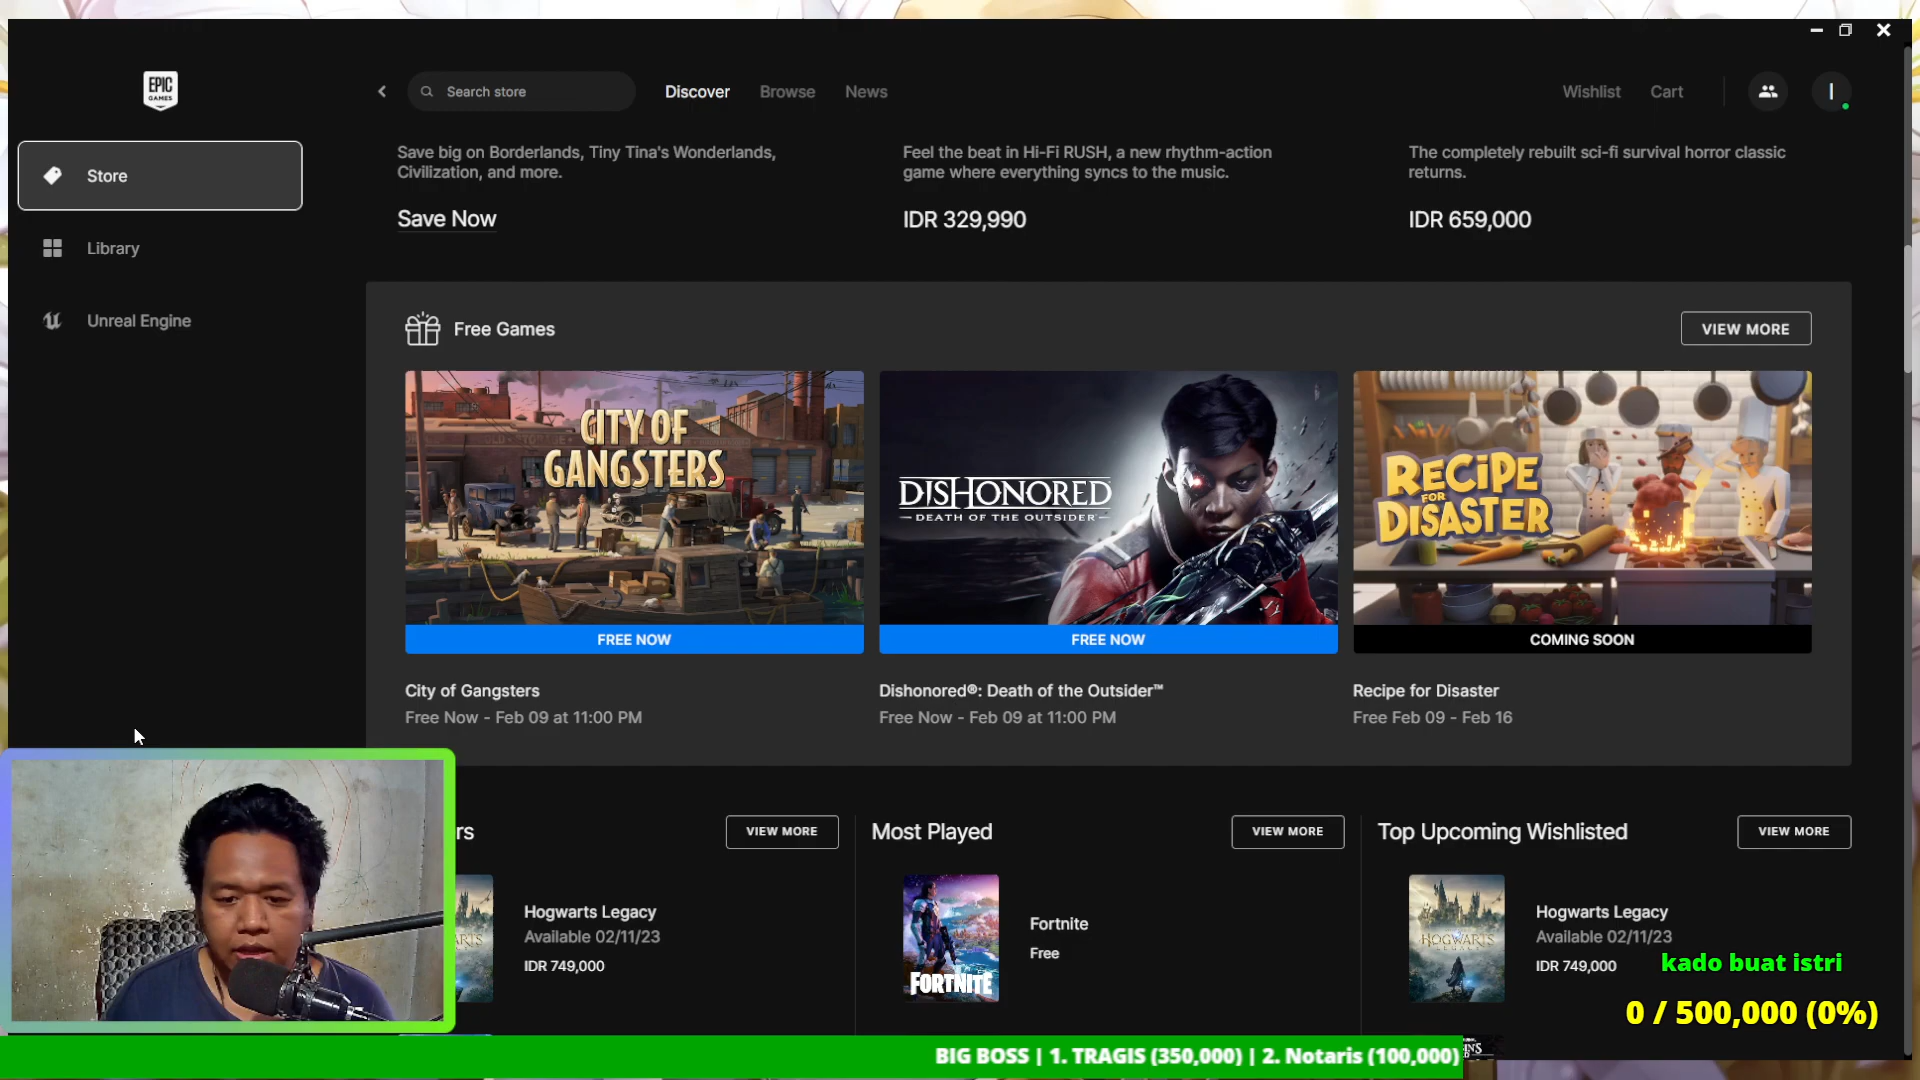 EPIC
GAMES
Search store
Discover
Browse
News
Wishlist
Cart
Store
Library
Unreal Engine
Save big on Borderlands, Tiny Tina's Wonderlands,
Civilization, and more.
Save Now
Feel the beat in Hi-Fi RUSH, a new rhythm-action
game where everything syncs to the music.
IDR 329,990
The completely rebuilt sci-fi survival horror classic
returns.
IDR 659,000
Free Games
VIEW MORE
CITY OF
GANGSTERS
FREE NOW
City of Gangsters
Free Now - Feb 09 at 11:00 PM
DISHONORED
DEATH OF THE OUTSIDER
FREE NOW
Dishonored®: Death of the Outsider™
Free Now - Feb 09 at 11:00 PM
RECIPE
FOR
DISASTER
COMING SOON
Recipe for Disaster
Free Feb 09 - Feb 16
rs
VIEW MORE
Hogwarts Legacy
Available 02/11/23
IDR 749,000
Most Played
VIEW MORE
FORTNITE
Fortnite
Free
Top Upcoming Wishlisted
VIEW MORE
HOGWARTS
Hogwarts Legacy
Available 02/11/23
IDR 749,000
kado buat istri
0 / 500,000 (0%)
BIG BOSS | 1. TRAGIS (350,000) | 2. Notaris (100,000)